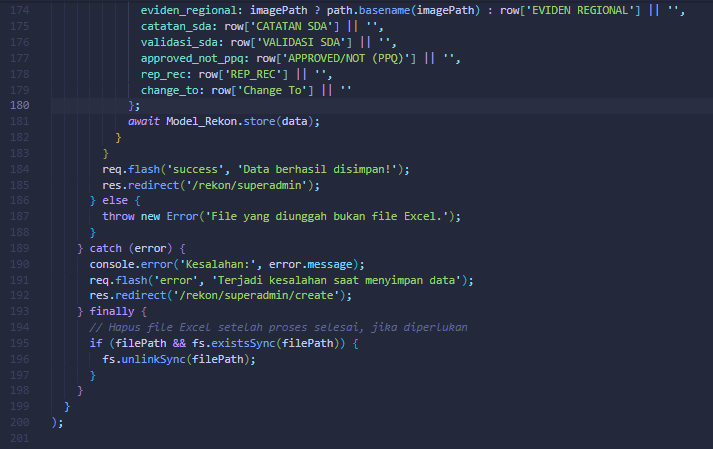 174 eviden_regional: imagePath ? path.basename(imagePath) : row['EVIDEN REGIONAL'] || '',
175 catatan_sda: row['CATATAN SDA'] || '',
176 validasi_sda: row['VALIDASI SDA'] || '',
177 approved_not_ppq: row['APPROVED/NOT (PPQ)'] || '',
178 rep_rec: row['REP_REC'] || '',
179 change_to: row['Change To'] || ''
180 };
181 await Model_Rekon.store(data);
182 }
183 }
184 req.flash('success', 'Data berhasil disimpan!');
185 res.redirect('/rekon/superadmin');
186 } else {
187 throw new Error('File yang diunggah bukan file Excel.');
188 }
189 } catch (error) {
190 console.error('Kesalahan:', error.message);
191 req.flash('error', 'Terjadi kesalahan saat menyimpan data');
192 res.redirect('/rekon/superadmin/create');
193 } finally {
194 // Hapus file Excel setelah proses selesai, jika diperlukan
195 if (filePath && fs.existsSync(filePath)) {
196 fs.unlinkSync(filePath);
197 }
198 }
199 }
200 );
201